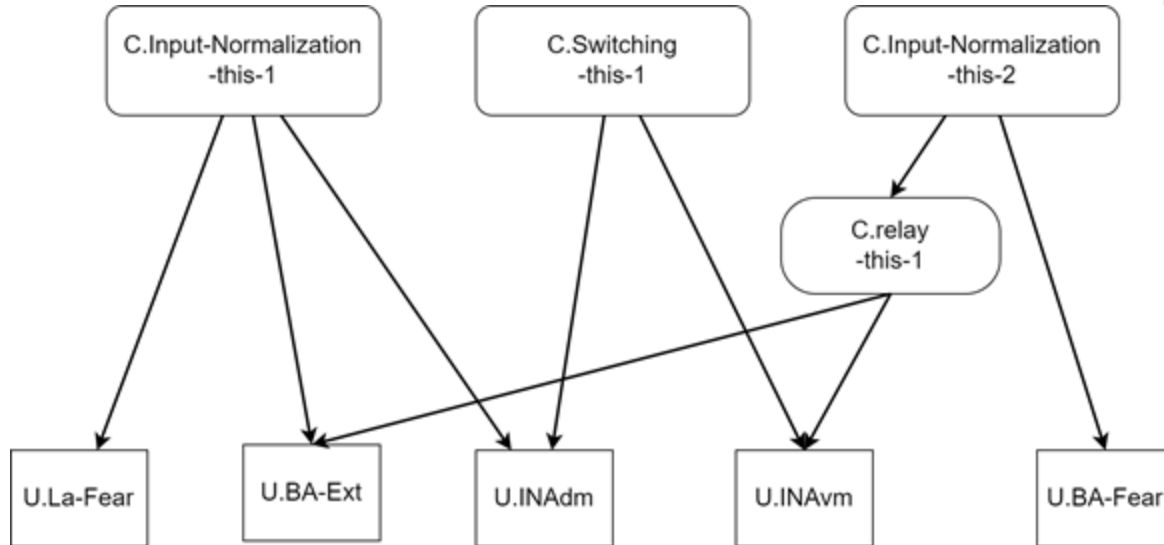 C.Input-Normalization
-this-1
C.Switching
-this-1
C.Input-Normalization
-this-2
C.relay
-this-1
U.La-Fear
U.BA-Ext
U.INAdm
U.INAvm
U.BA-Fear